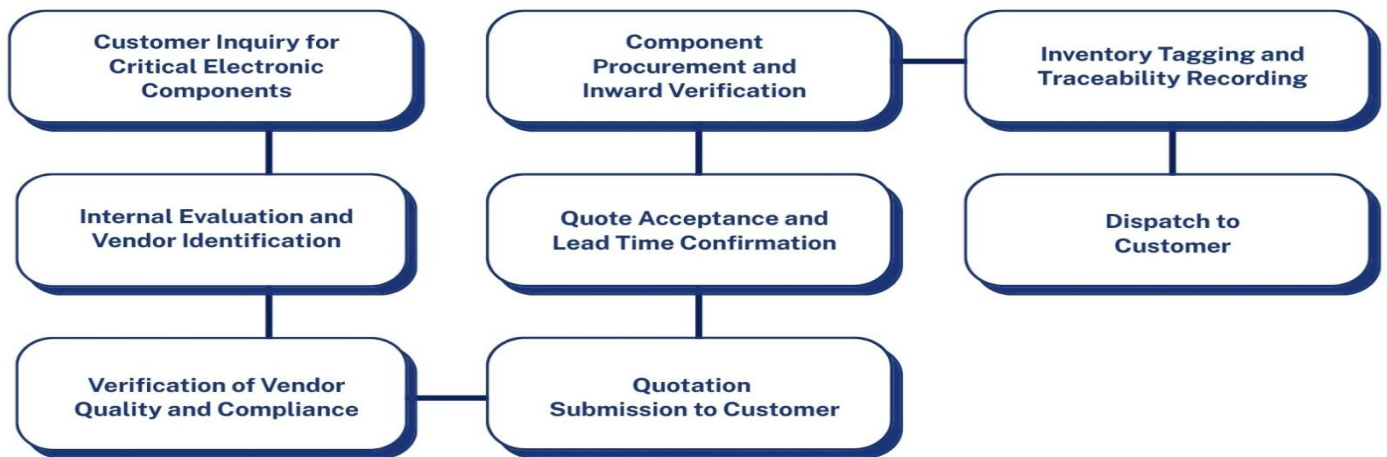 Customer Inquiry for
Critical Electronic
Components
Internal Evaluation and
Vendor Identification
Verification of Vendor
Quality and Compliance
Quotation
Submission to Customer
Quote Acceptance and
Lead Time Confirmation
Component
Procurement and
Inward Verification
Inventory Tagging and
Traceability Recording
Dispatch to
Customer